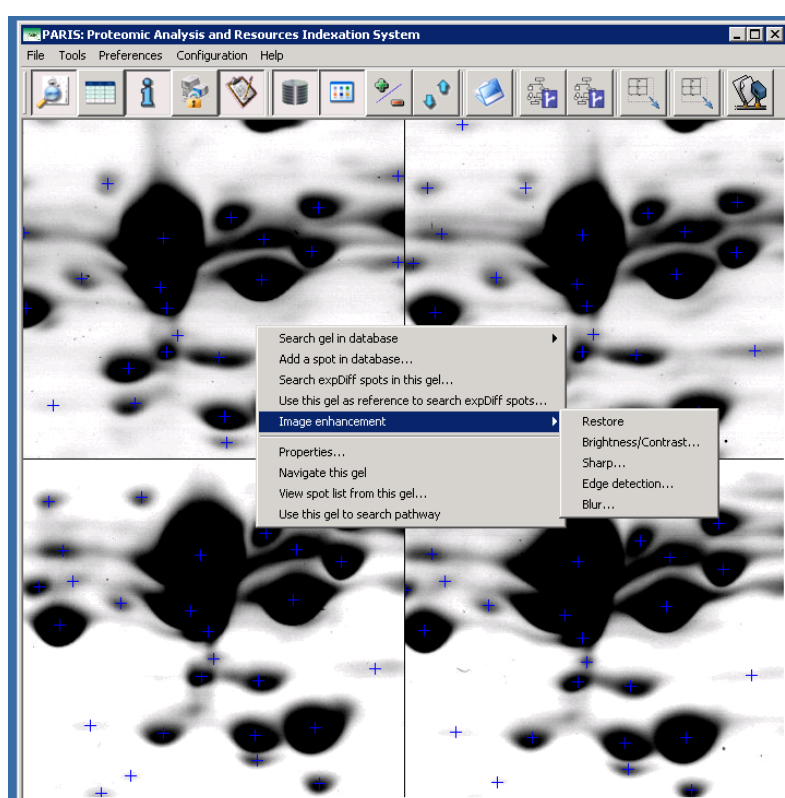 PARIS: Proteomic Analysis and Resources Indexation System
File Tools Preferences Configuration Help
Search gel in database
Add a spot in database...
Search expDiff spots in this gel...
Use this gel as reference to search expDiff spots...
Image enhancement
Properties...
Navigate this gel
View spot list from this gel...
Use this gel to search pathway
Restore
Brightness/Contrast...
Sharp...
Edge detection...
Blur...